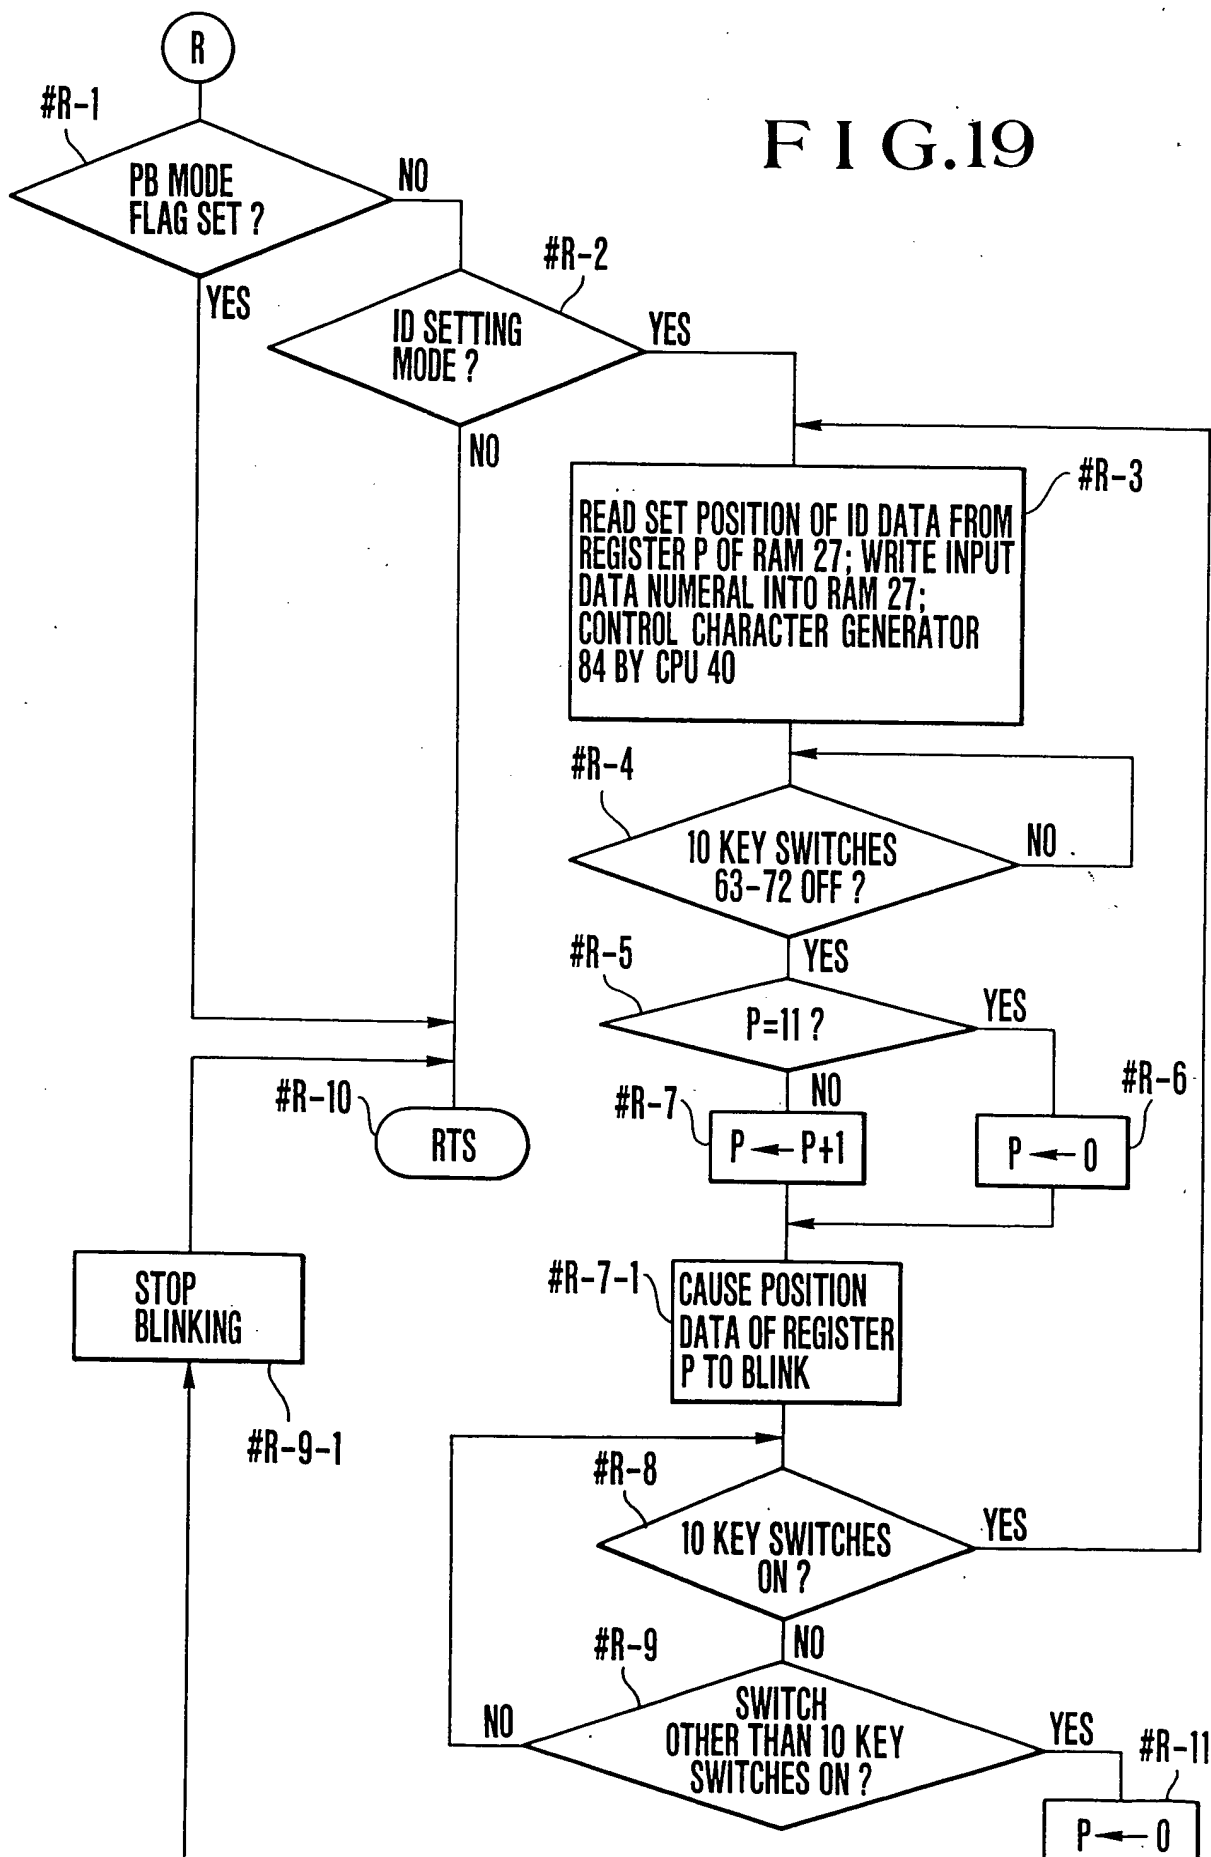 R
#R-1
F I G.19
PB MODE
FLAG SET ?
NO
YES
#R-2
ID SETTING
MODE ?
YES
NO
#R-3
READ SET POSITION OF ID DATA FROM
REGISTER P OF RAM 27; WRITE INPUT
DATA NUMERAL INTO RAM 27;
CONTROL CHARACTER GENERATOR
84 BY CPU 40
#R-4
10 KEY SWITCHES
63-72 OFF ?
NO
YES
#R-5
P=11 ?
YES
NO
#R-6
P ← 0
#R-7
P ← P+1
#R-10
RTS
#R-7-1
CAUSE POSITION
DATA OF REGISTER
P TO BLINK
STOP
BLINKING
#R-9-1
#R-8
10 KEY SWITCHES
ON ?
YES
NO
#R-9
SWITCH
OTHER THAN 10 KEY
SWITCHES ON ?
NO
YES
#R-11
P ← 0